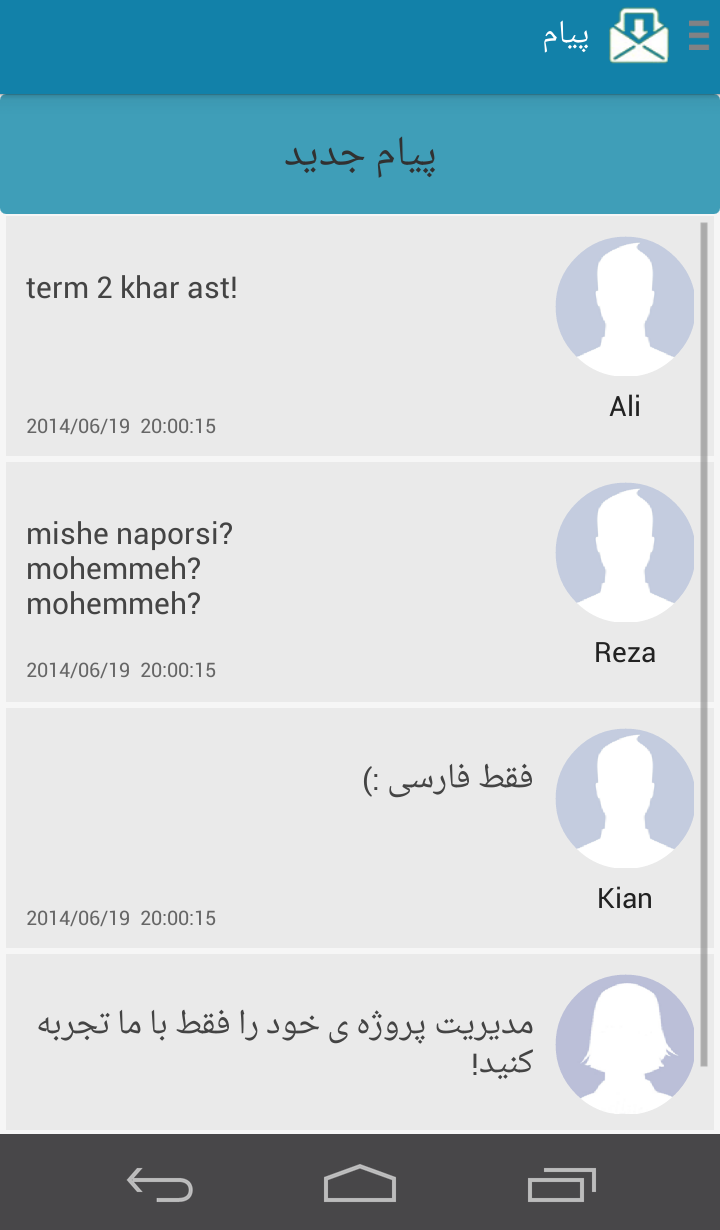 پیام
پیام جدید
term 2 khar ast!
2014/06/19 20:00:15
Ali
mishe naporsi?
mohemmeh?
mohemmeh?
2014/06/19 20:00:15
Reza
فقط فارسی :)
2014/06/19 20:00:15
Kian
مدیریت پروژه ی خود را فقط با ما تجربه
کنید!